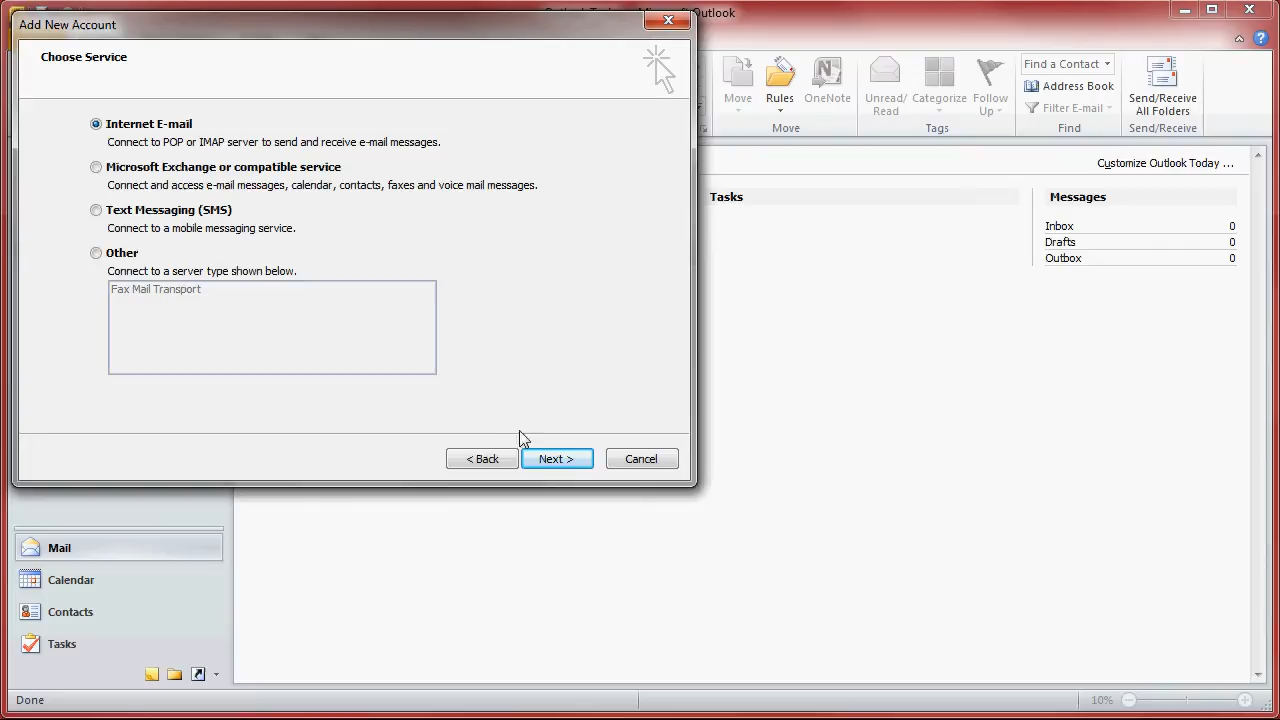 Add New Account
Microsoft Outlook
Choose Service
Internet E-mail
Connect to POP or IMAP server to send and receive e-mail messages.
Microsoft Exchange or compatible service
Connect and access e-mail messages, calendar, contacts, faxes and voice mail messages.
Text Messaging (SMS)
Connect to a mobile messaging service.
Other
Connect to a server type shown below.
Fax Mail Transport
< Back
Next >
Cancel
Move
Rules
OneNote
Move
Unread/
Read
Categorize
Follow
Up
Tags
Find a Contact
Address Book
Filter E-mail
Find
Send/Receive
All Folders
Send/Receive
Customize Outlook Today ...
Tasks
Messages
Inbox 0
Drafts 0
Outbox 0
Mail
Calendar
Contacts
Tasks
Done
10%